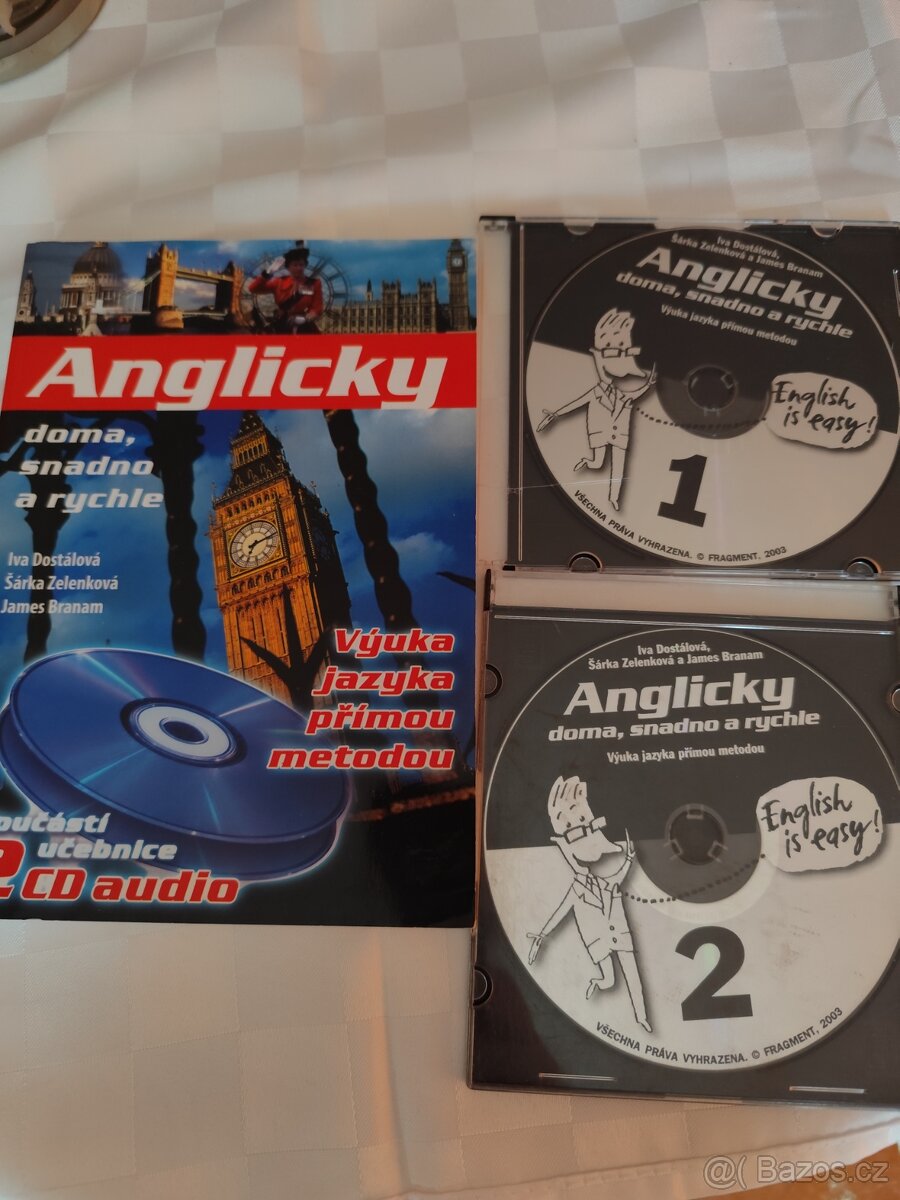 Anglicky
doma,
snadno
a rychle
Iva Dostálová
Šárka Zelenková
James Branam
Výuka
jazyka
přímou
metodou
oučástí
učebnice
2 CD audio
Iva Dostálová,
Šárka Zelenková a James Branam
Anglicky
doma, snadno a rychle
Výuka jazyka přímou metodou
English
is easy!
1
VŠECHNA PRÁVA VYHRAZENA. © FRAGMENT, 2003
Iva Dostálová,
Šárka Zelenková a James Branam
Anglicky
doma, snadno a rychle
Výuka jazyka přímou metodou
English
is easy!
2
VŠECHNA PRÁVA VYHRAZENA. © FRAGMENT, 2003
@( Bazos.cz